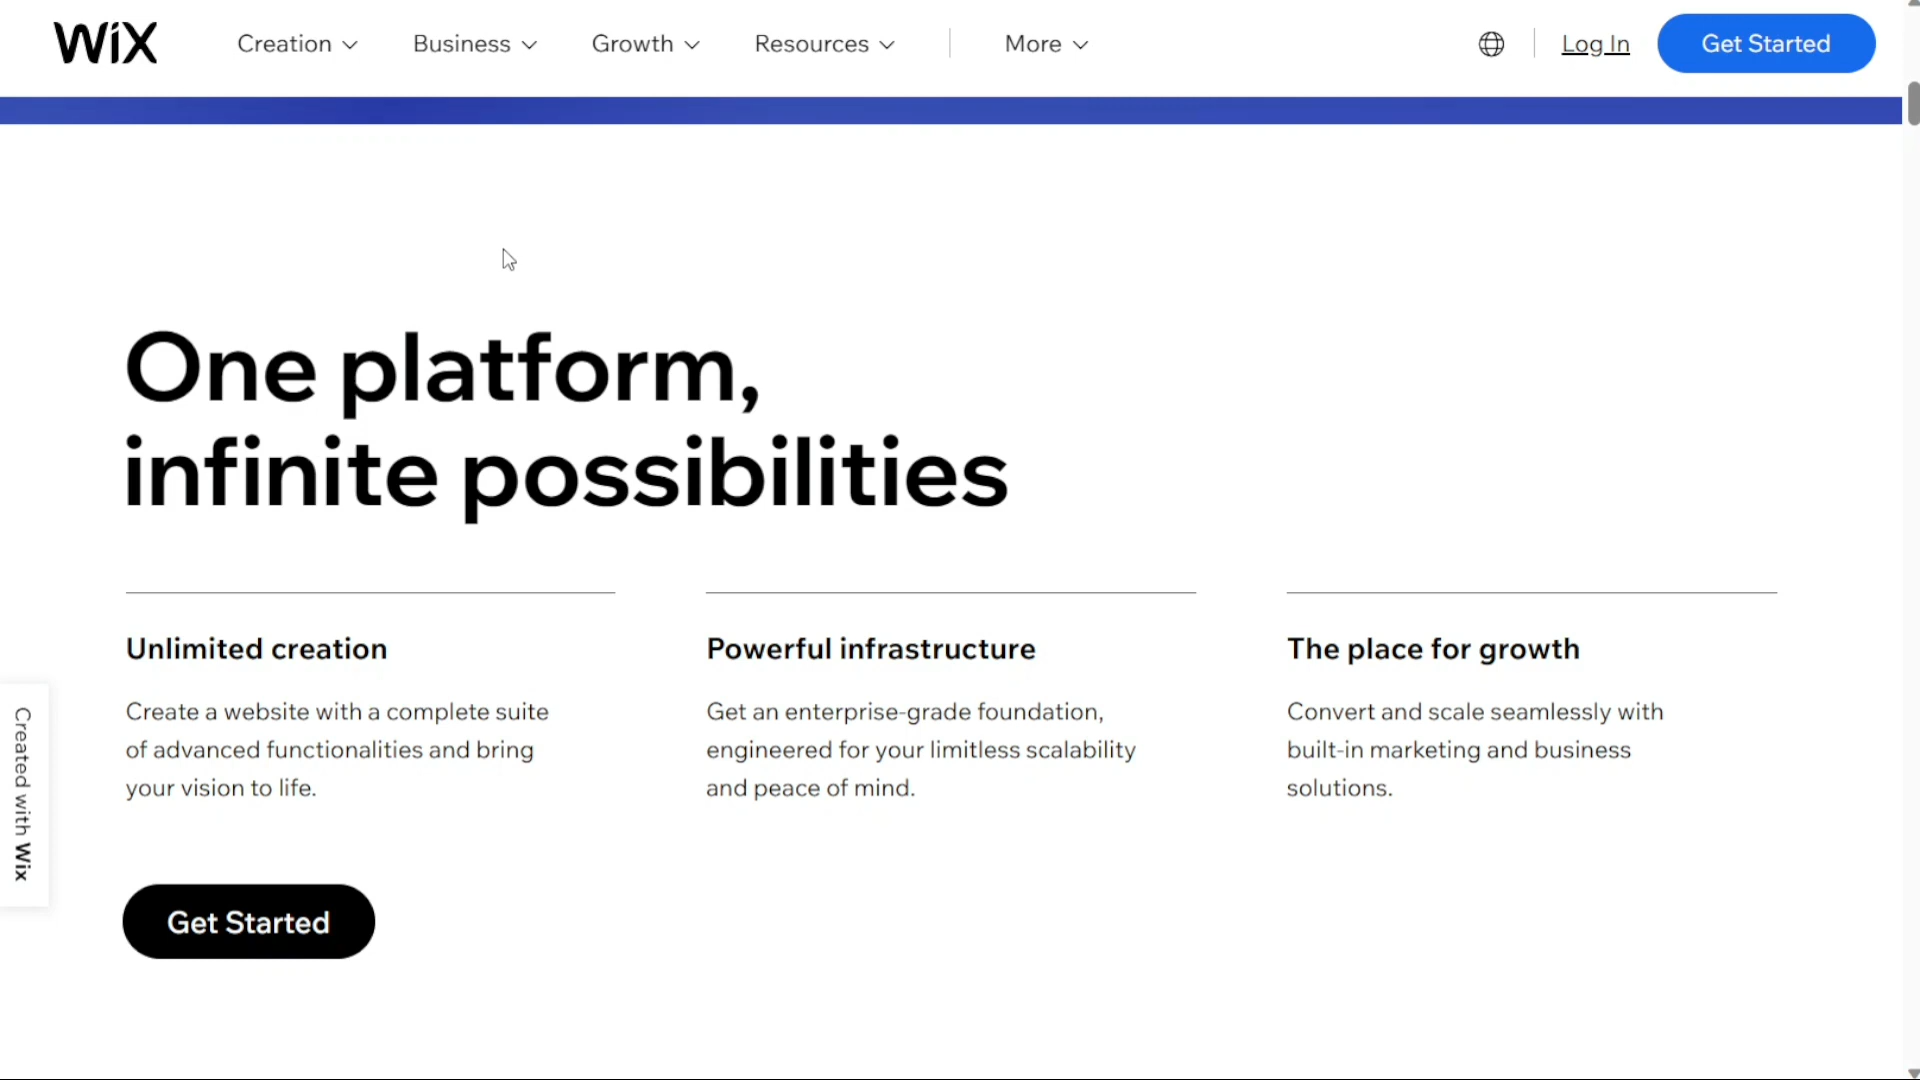 WiX
Creation
Business
Growth
Resources
More
Log In
Get Started
One platform,
infinite possibilities
Unlimited creation
Create a website with a complete suite
of advanced functionalities and bring
your vision to life.
Powerful infrastructure
Get an enterprise-grade foundation,
engineered for your limitless scalability
and peace of mind.
The place for growth
Convert and scale seamlessly with
built-in marketing and business
solutions.
Created with Wix
Get Started